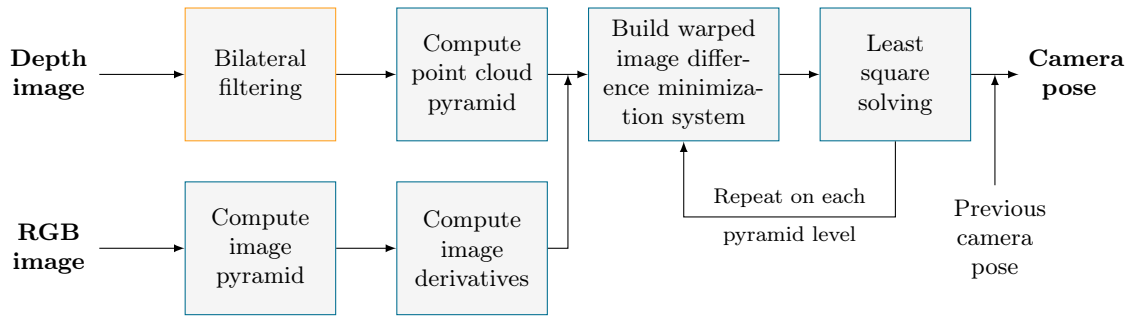 Depth
image
Bilateral
filtering
Compute
point cloud
pyramid
Build warped
image differ-
ence minimiza-
tion system
Least
square
solving
Camera
pose
RGB
image
Compute
image
pyramid
Compute
image
derivatives
Repeat on each
pyramid level
Previous
camera
pose